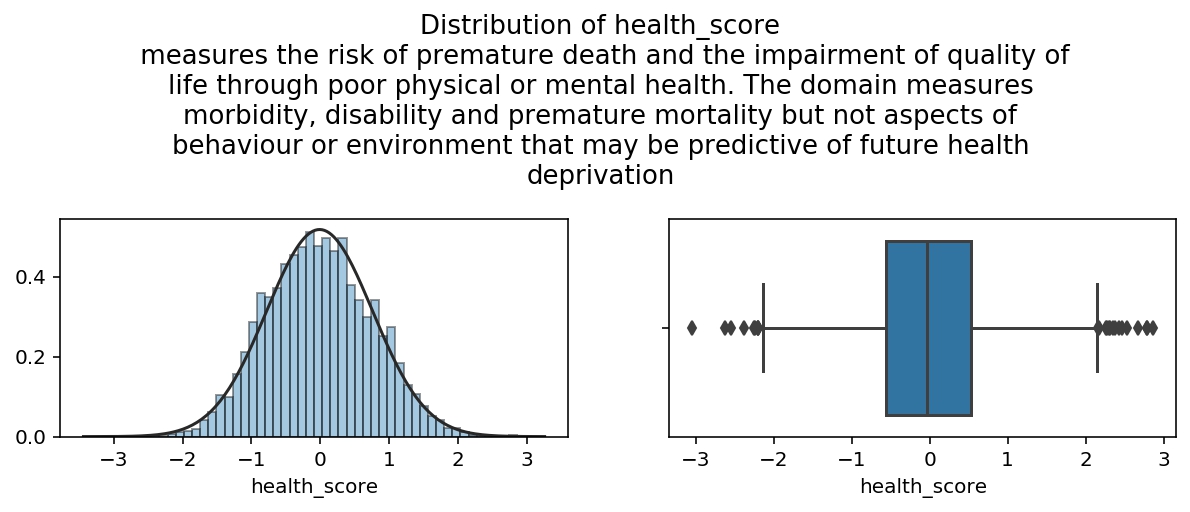 Distribution of health_score
measures the risk of premature death and the impairment of quality of
life through poor physical or mental health. The domain measures
morbidity, disability and premature mortality but not aspects of
behaviour or environment that may be predictive of future health
deprivation
0.4
0.2
0.0
−3 −2 −1 0 1 2 3
health_score
−3 −2 −1 0 1 2 3
health_score